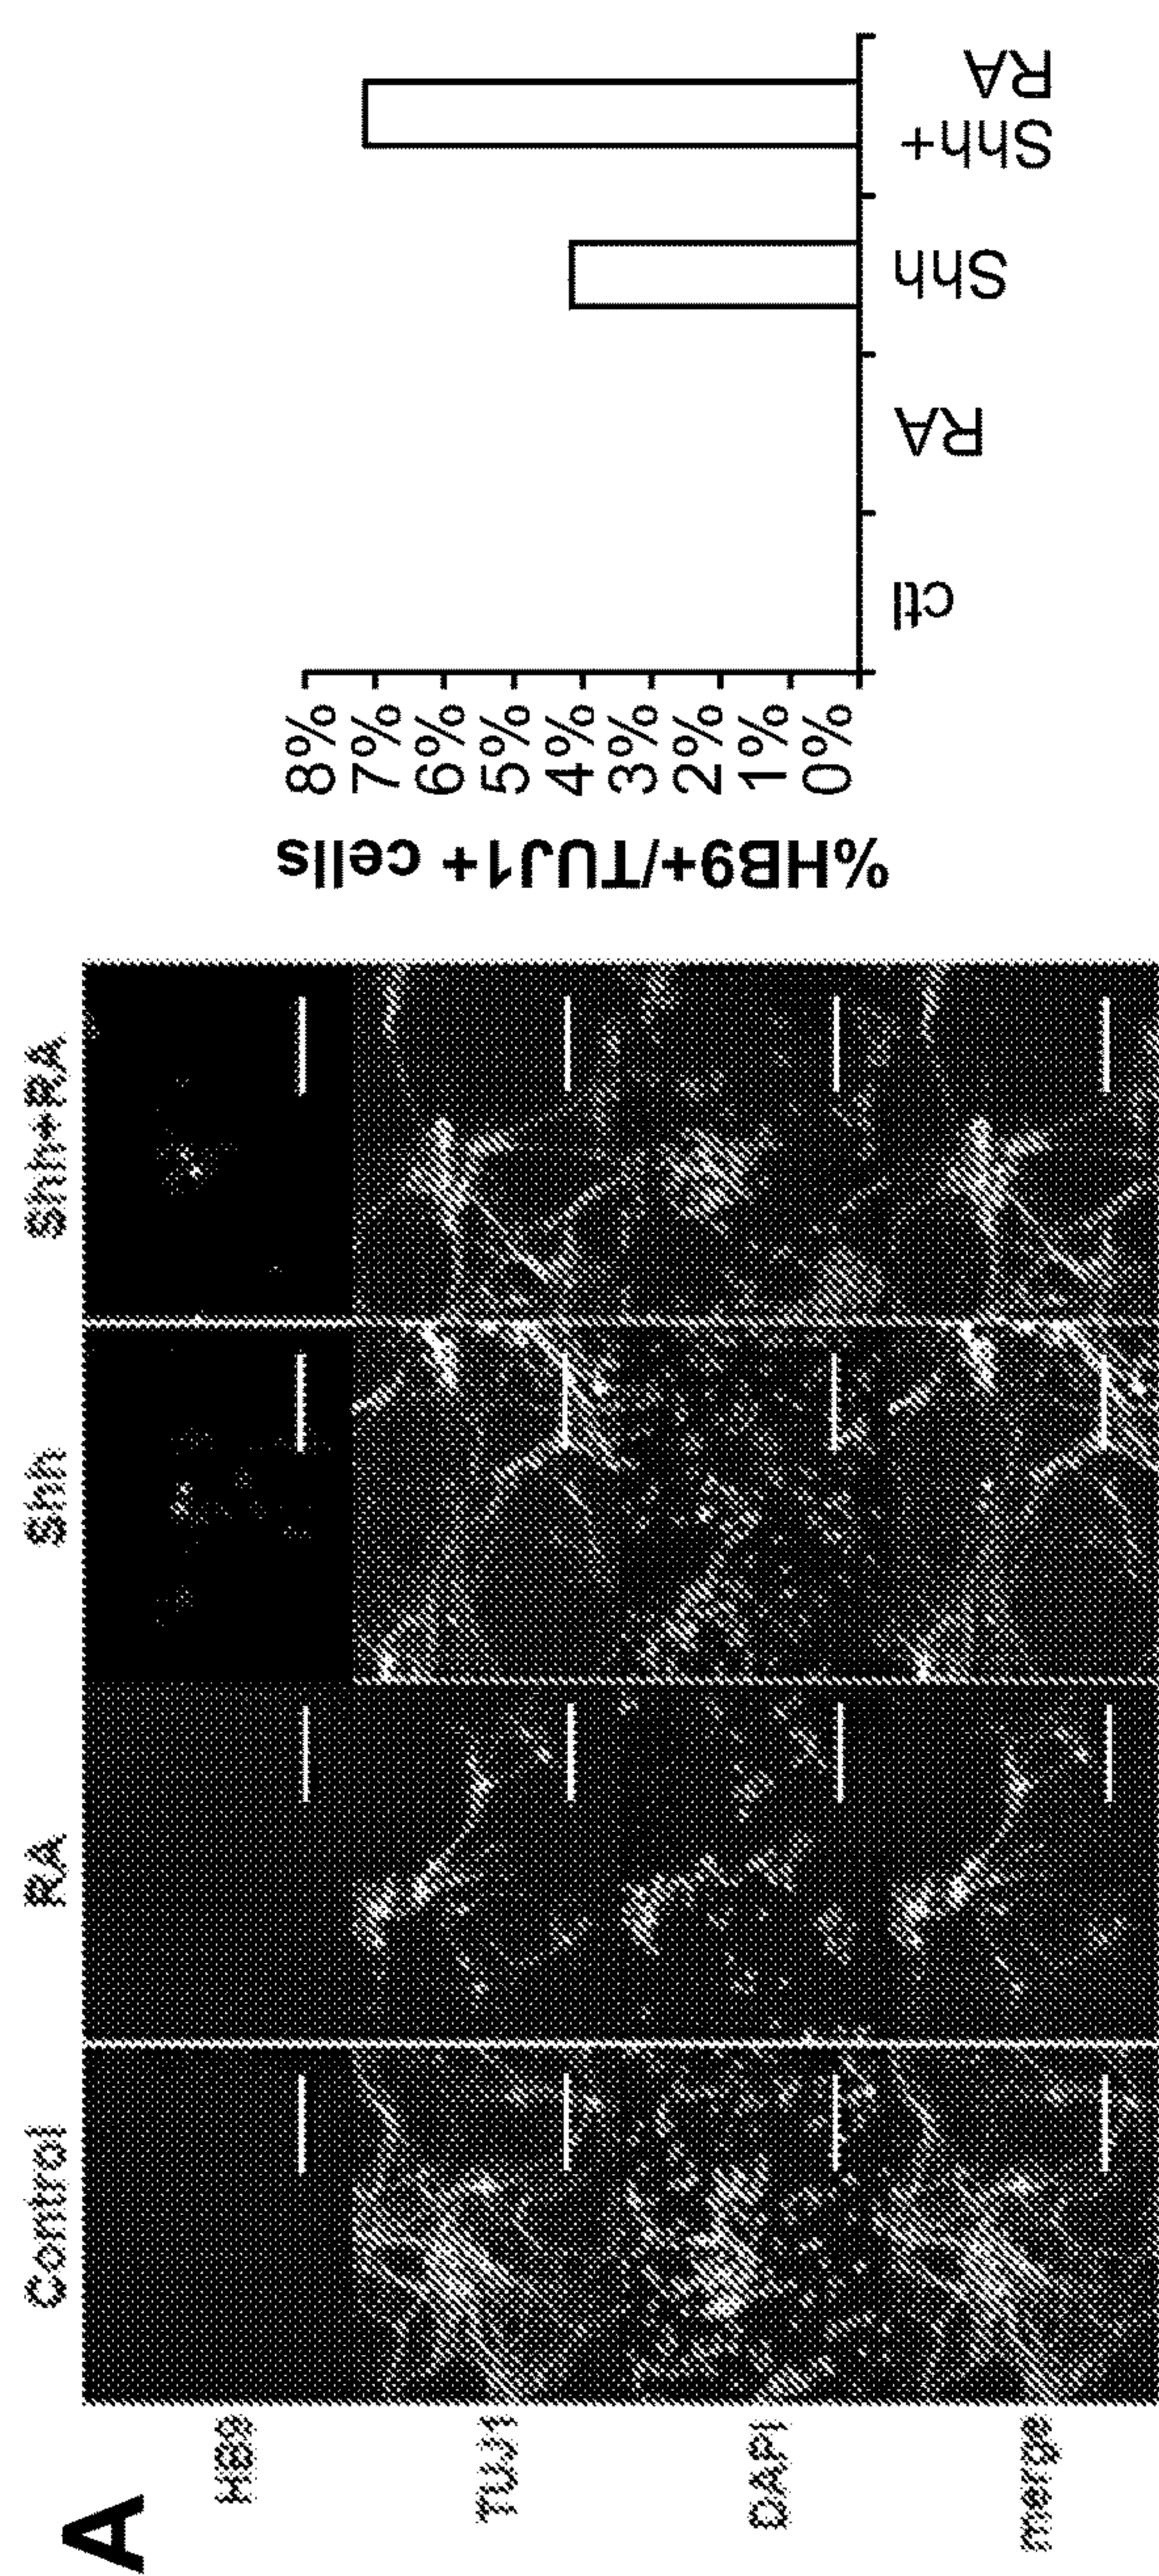 A
Control
RA
Shh
Shh+RA
HB9
TUJ1
DAPI
merge
%HB9+/TUJ1+ cells
8%
7%
6%
5%
4%
3%
2%
1%
0%
ctl
RA
Shh
Shh+
RA